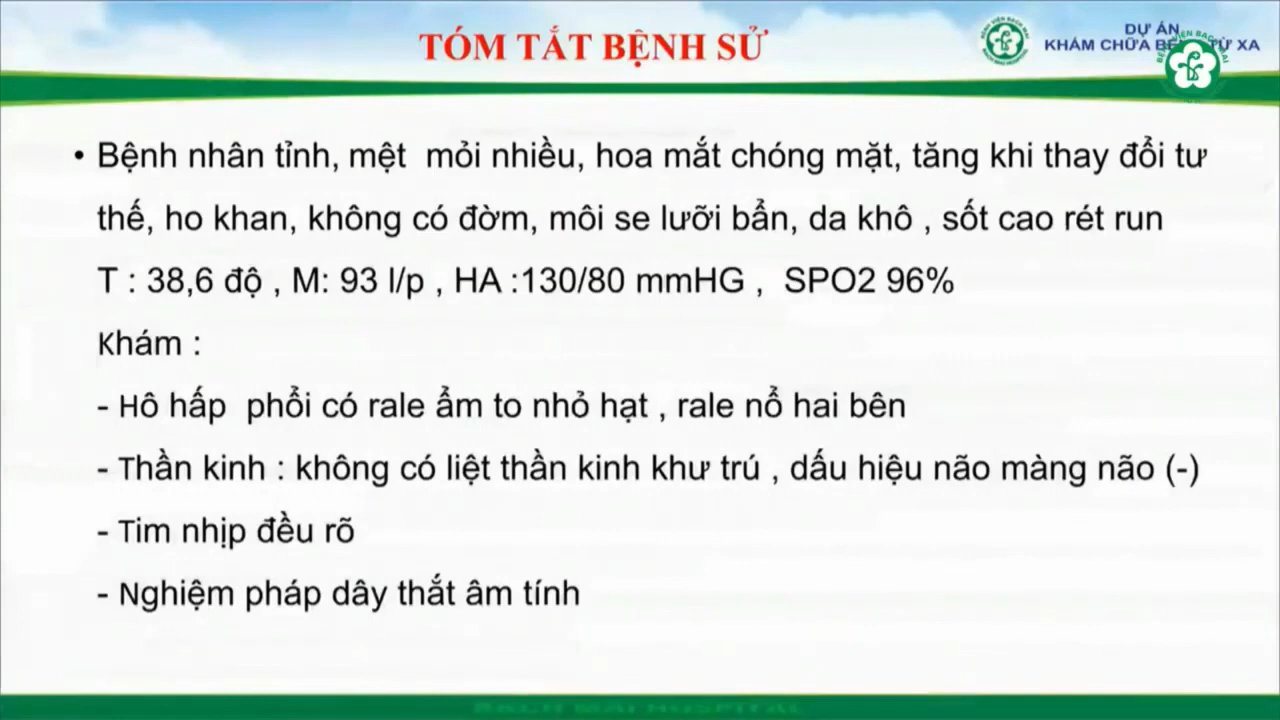 TÓM TẮT BỆNH SỬ
DỰ ÁN
KHÁM CHỮA BỆNH TỪ XA
• Bệnh nhân tỉnh, mệt mỏi nhiều, hoa mắt chóng mặt, tăng khi thay đổi tư
thế, ho khan, không có đờm, môi se lưỡi bẩn, da khô , sốt cao rét run
T : 38,6 độ , M: 93 l/p , HA :130/80 mmHG , SPO2 96%
Khám :
- Hô hấp phổi có rale ẩm to nhỏ hạt , rale nổ hai bên
- Thần kinh : không có liệt thần kinh khư trú , dấu hiệu não màng não (-)
- Tim nhịp đều rõ
- Nghiệm pháp dây thắt âm tính
BACH MAI HOSPITAL